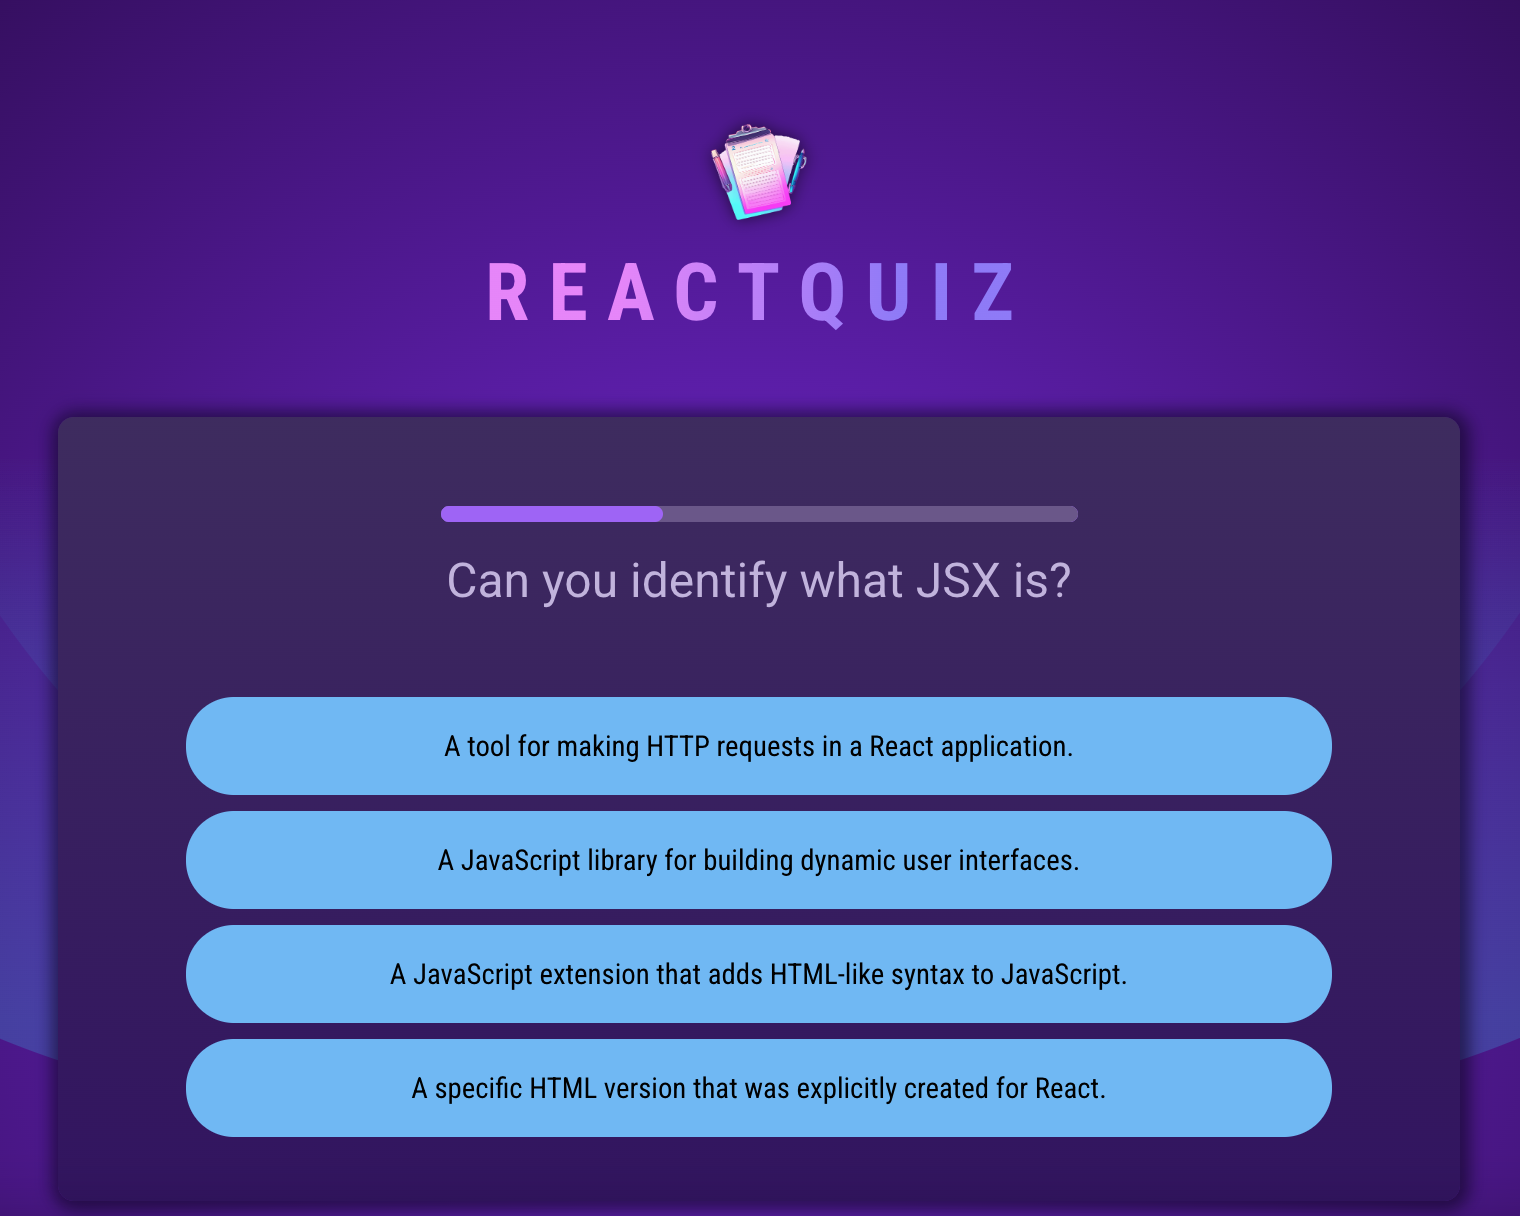 REACTQUIZ
Can you identify what JSX is?
A tool for making HTTP requests in a React application.
A JavaScript library for building dynamic user interfaces.
A JavaScript extension that adds HTML-like syntax to JavaScript.
A specific HTML version that was explicitly created for React.